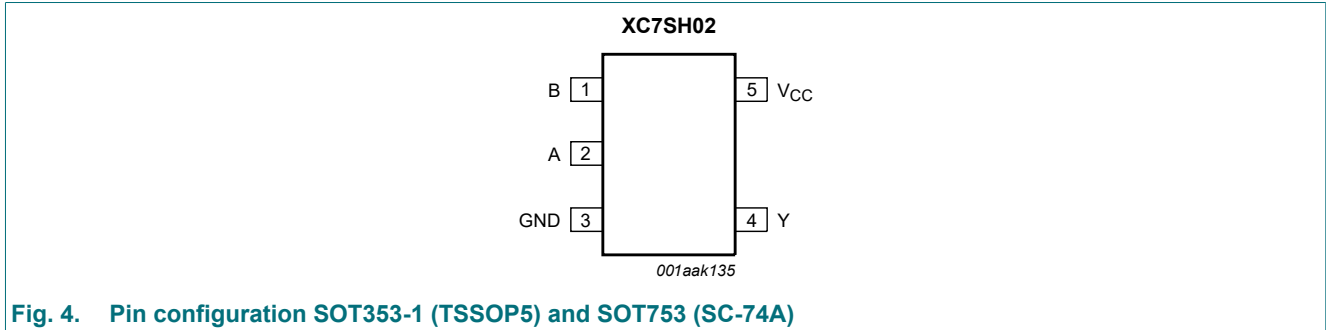 XC7SH02
B 1 5 VCC
A 2
GND 3 4 Y
001aak135
Fig. 4. Pin configuration SOT353-1 (TSSOP5) and SOT753 (SC-74A)